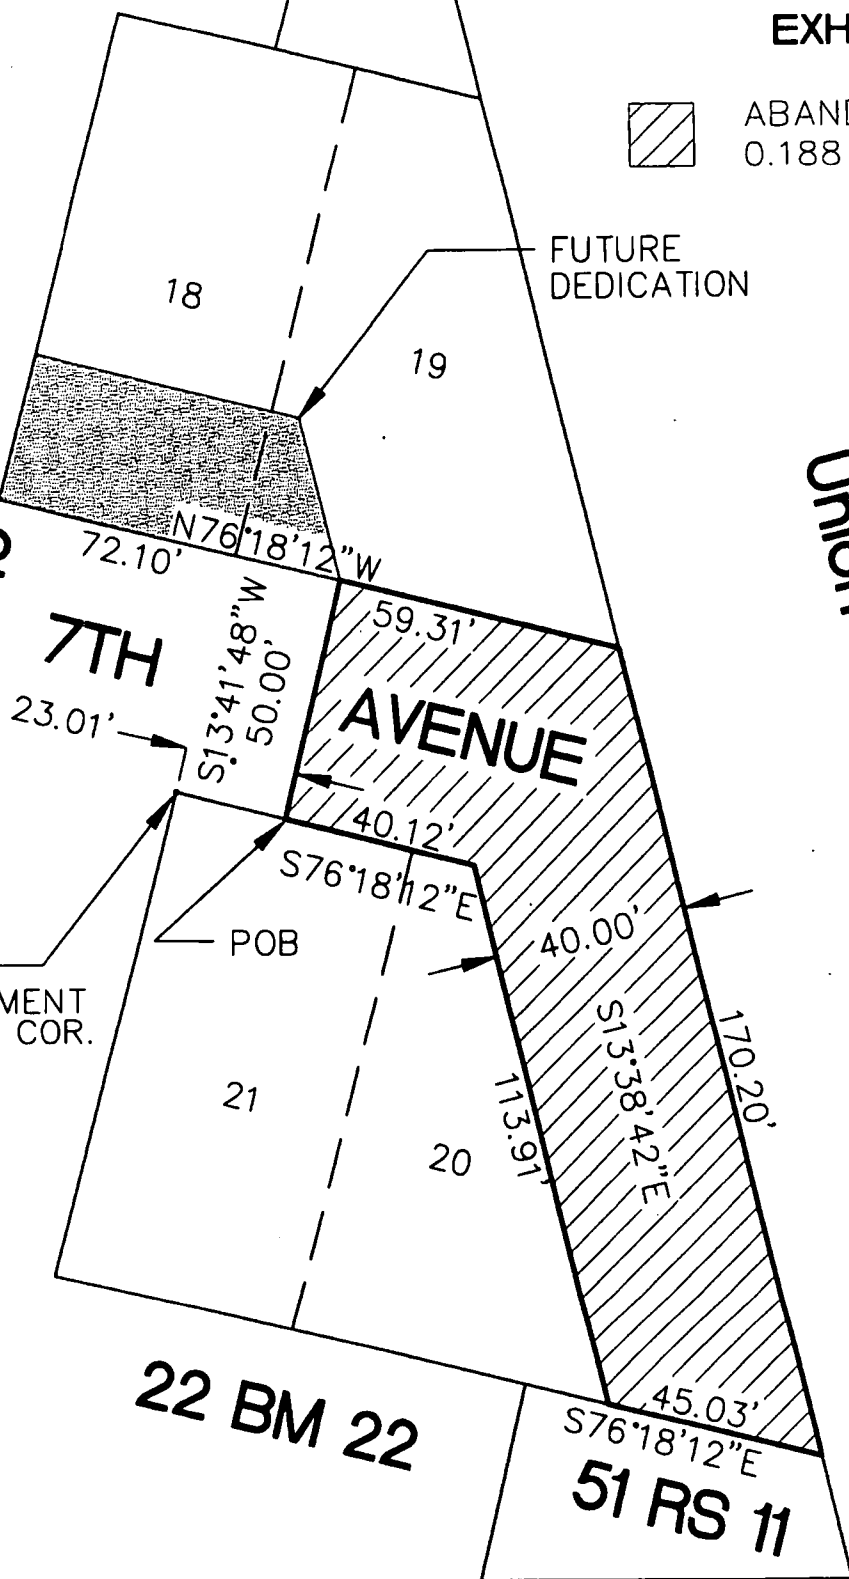 EXH
ABAND
0.188
FUTURE
DEDICATION
18
19
N76°18'12"W
72.10'
59.31'
7TH
AVENUE
S13°41'48"W
50.00'
23.01'
40.12'
S76°18'12"E
POB
40.00'
MENT
COR.
S13°38'42"E
170.20'
113.91'
21
20
45.03'
S76°18'12"E
22 BM 22
51 RS 11